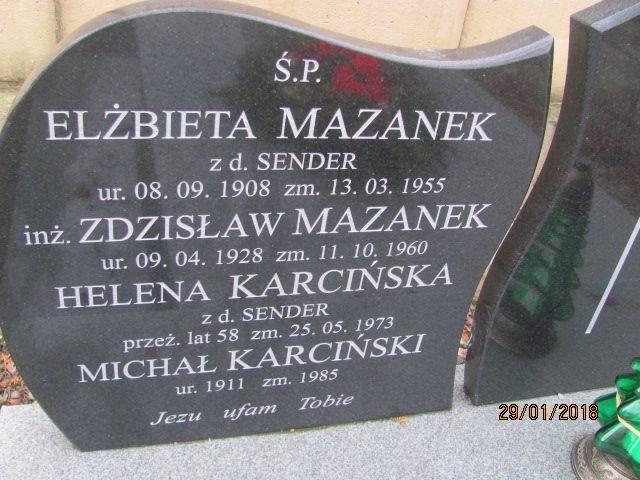 Ś.P.
ELŻBIETA MAZANEK
z d. SENDER
ur. 08. 09. 1908 zm. 13. 03. 1955
inż. ZDZISŁAW MAZANEK
ur. 09. 04. 1928 zm. 11. 10. 1960
HELENA KARCIŃSKA
z d. SENDER
przeż. lat 58 zm. 25. 05. 1973
MICHAŁ KARCIŃSKI
ur. 1911 zm. 1985
Jezu ufam Tobie
29/01/2018